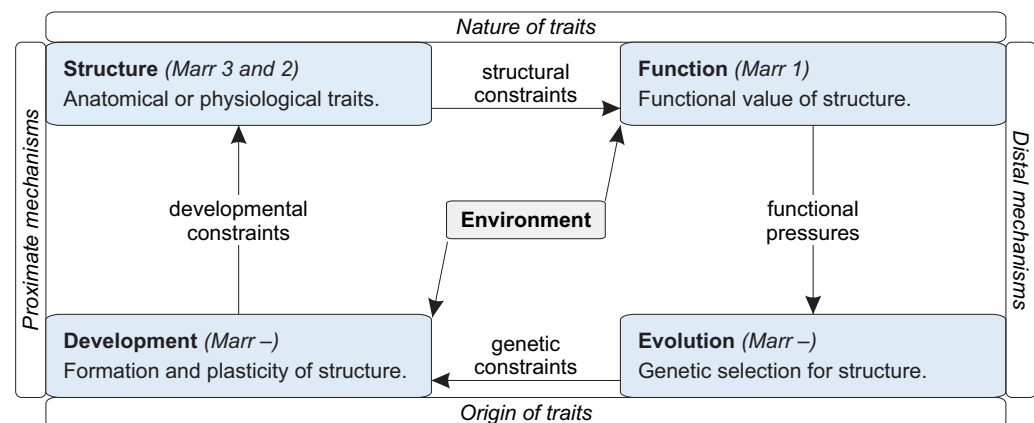 Nature of traits
Proximate mechanisms
Structure (Marr 3 and 2)
Anatomical or physiological traits.
structural
constraints
Function (Marr 1)
Functional value of structure.
Distal mechanisms
developmental
constraints
Environment
functional
pressures
Development (Marr –)
Formation and plasticity of structure.
genetic
constraints
Evolution (Marr –)
Genetic selection for structure.
Origin of traits